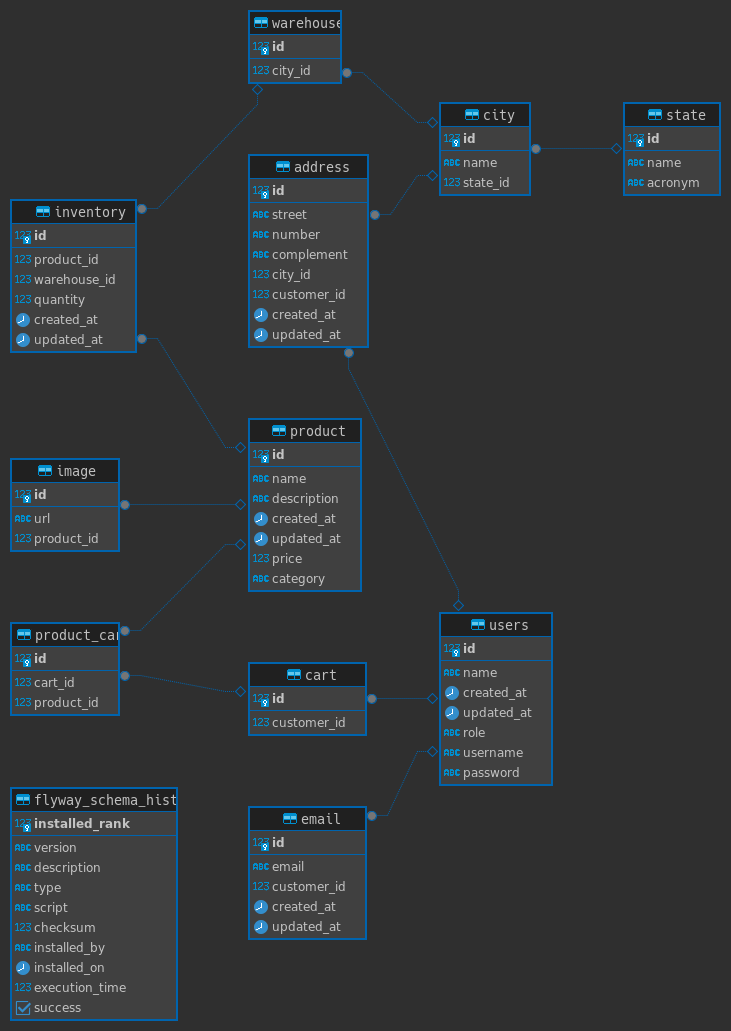 warehouse
123 id
123 city_id
city
123 id
ABC name
123 state_id
state
123 id
ABC name
ABC acronym
address
123 id
ABC street
ABC number
ABC complement
123 city_id
123 customer_id
created_at
updated_at
inventory
123 id
123 product_id
123 warehouse_id
123 quantity
created_at
updated_at
product
123 id
ABC name
ABC description
created_at
updated_at
123 price
ABC category
image
123 id
ABC url
123 product_id
product_car
123 id
123 cart_id
123 product_id
cart
123 id
123 customer_id
users
123 id
ABC name
created_at
updated_at
ABC role
ABC username
ABC password
flyway_schema_hist
123 installed_rank
ABC version
ABC description
ABC type
ABC script
123 checksum
ABC installed_by
installed_on
123 execution_time
success
email
123 id
ABC email
123 customer_id
created_at
updated_at